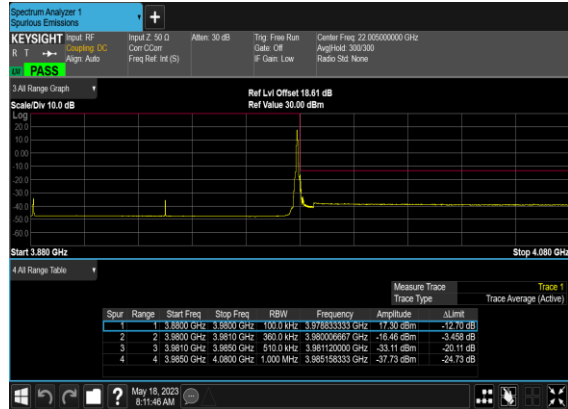 Spectrum Analyzer 1
Spurious Emissions
+
KEYSIGHT Input: RF Input Z: 50 Ω Atten: 30 dB Trig: Free Run Center Freq: 22.005000000 GHz
R T Coupling: DC Corr CCorr Gate: Off Avg|Hold: 300/300
Align: Auto Freq Ref: Int (S) IF Gain: Low Radio Std: None
PASS
3 All Range Graph
Ref Lvl Offset 18.61 dB
Scale/Div 10.0 dB Ref Value 30.00 dBm
Log
20.0
10.0
0.00
-10.0
-20.0
-30.0
-40.0
-50.0
-60.0
Start 3.880 GHz Stop 4.080 GHz
4 All Range Table
Measure Trace Trace 1
Trace Type Trace Average (Active)
Spur Range Start Freq Stop Freq RBW Frequency Amplitude ΔLimit
1 1 3.8800 GHz 3.9800 GHz 100.0 kHz 3.978833333 GHz 17.30 dBm -12.70 dB
2 2 3.9800 GHz 3.9810 GHz 360.0 kHz 3.980006667 GHz -16.46 dBm -3.458 dB
3 3 3.9810 GHz 3.9850 GHz 510.0 kHz 3.981120000 GHz -33.11 dBm -20.11 dB
4 4 3.9850 GHz 4.0800 GHz 1.000 MHz 3.985158333 GHz -37.73 dBm -24.73 dB
? May 18, 2023
8:11:46 AM